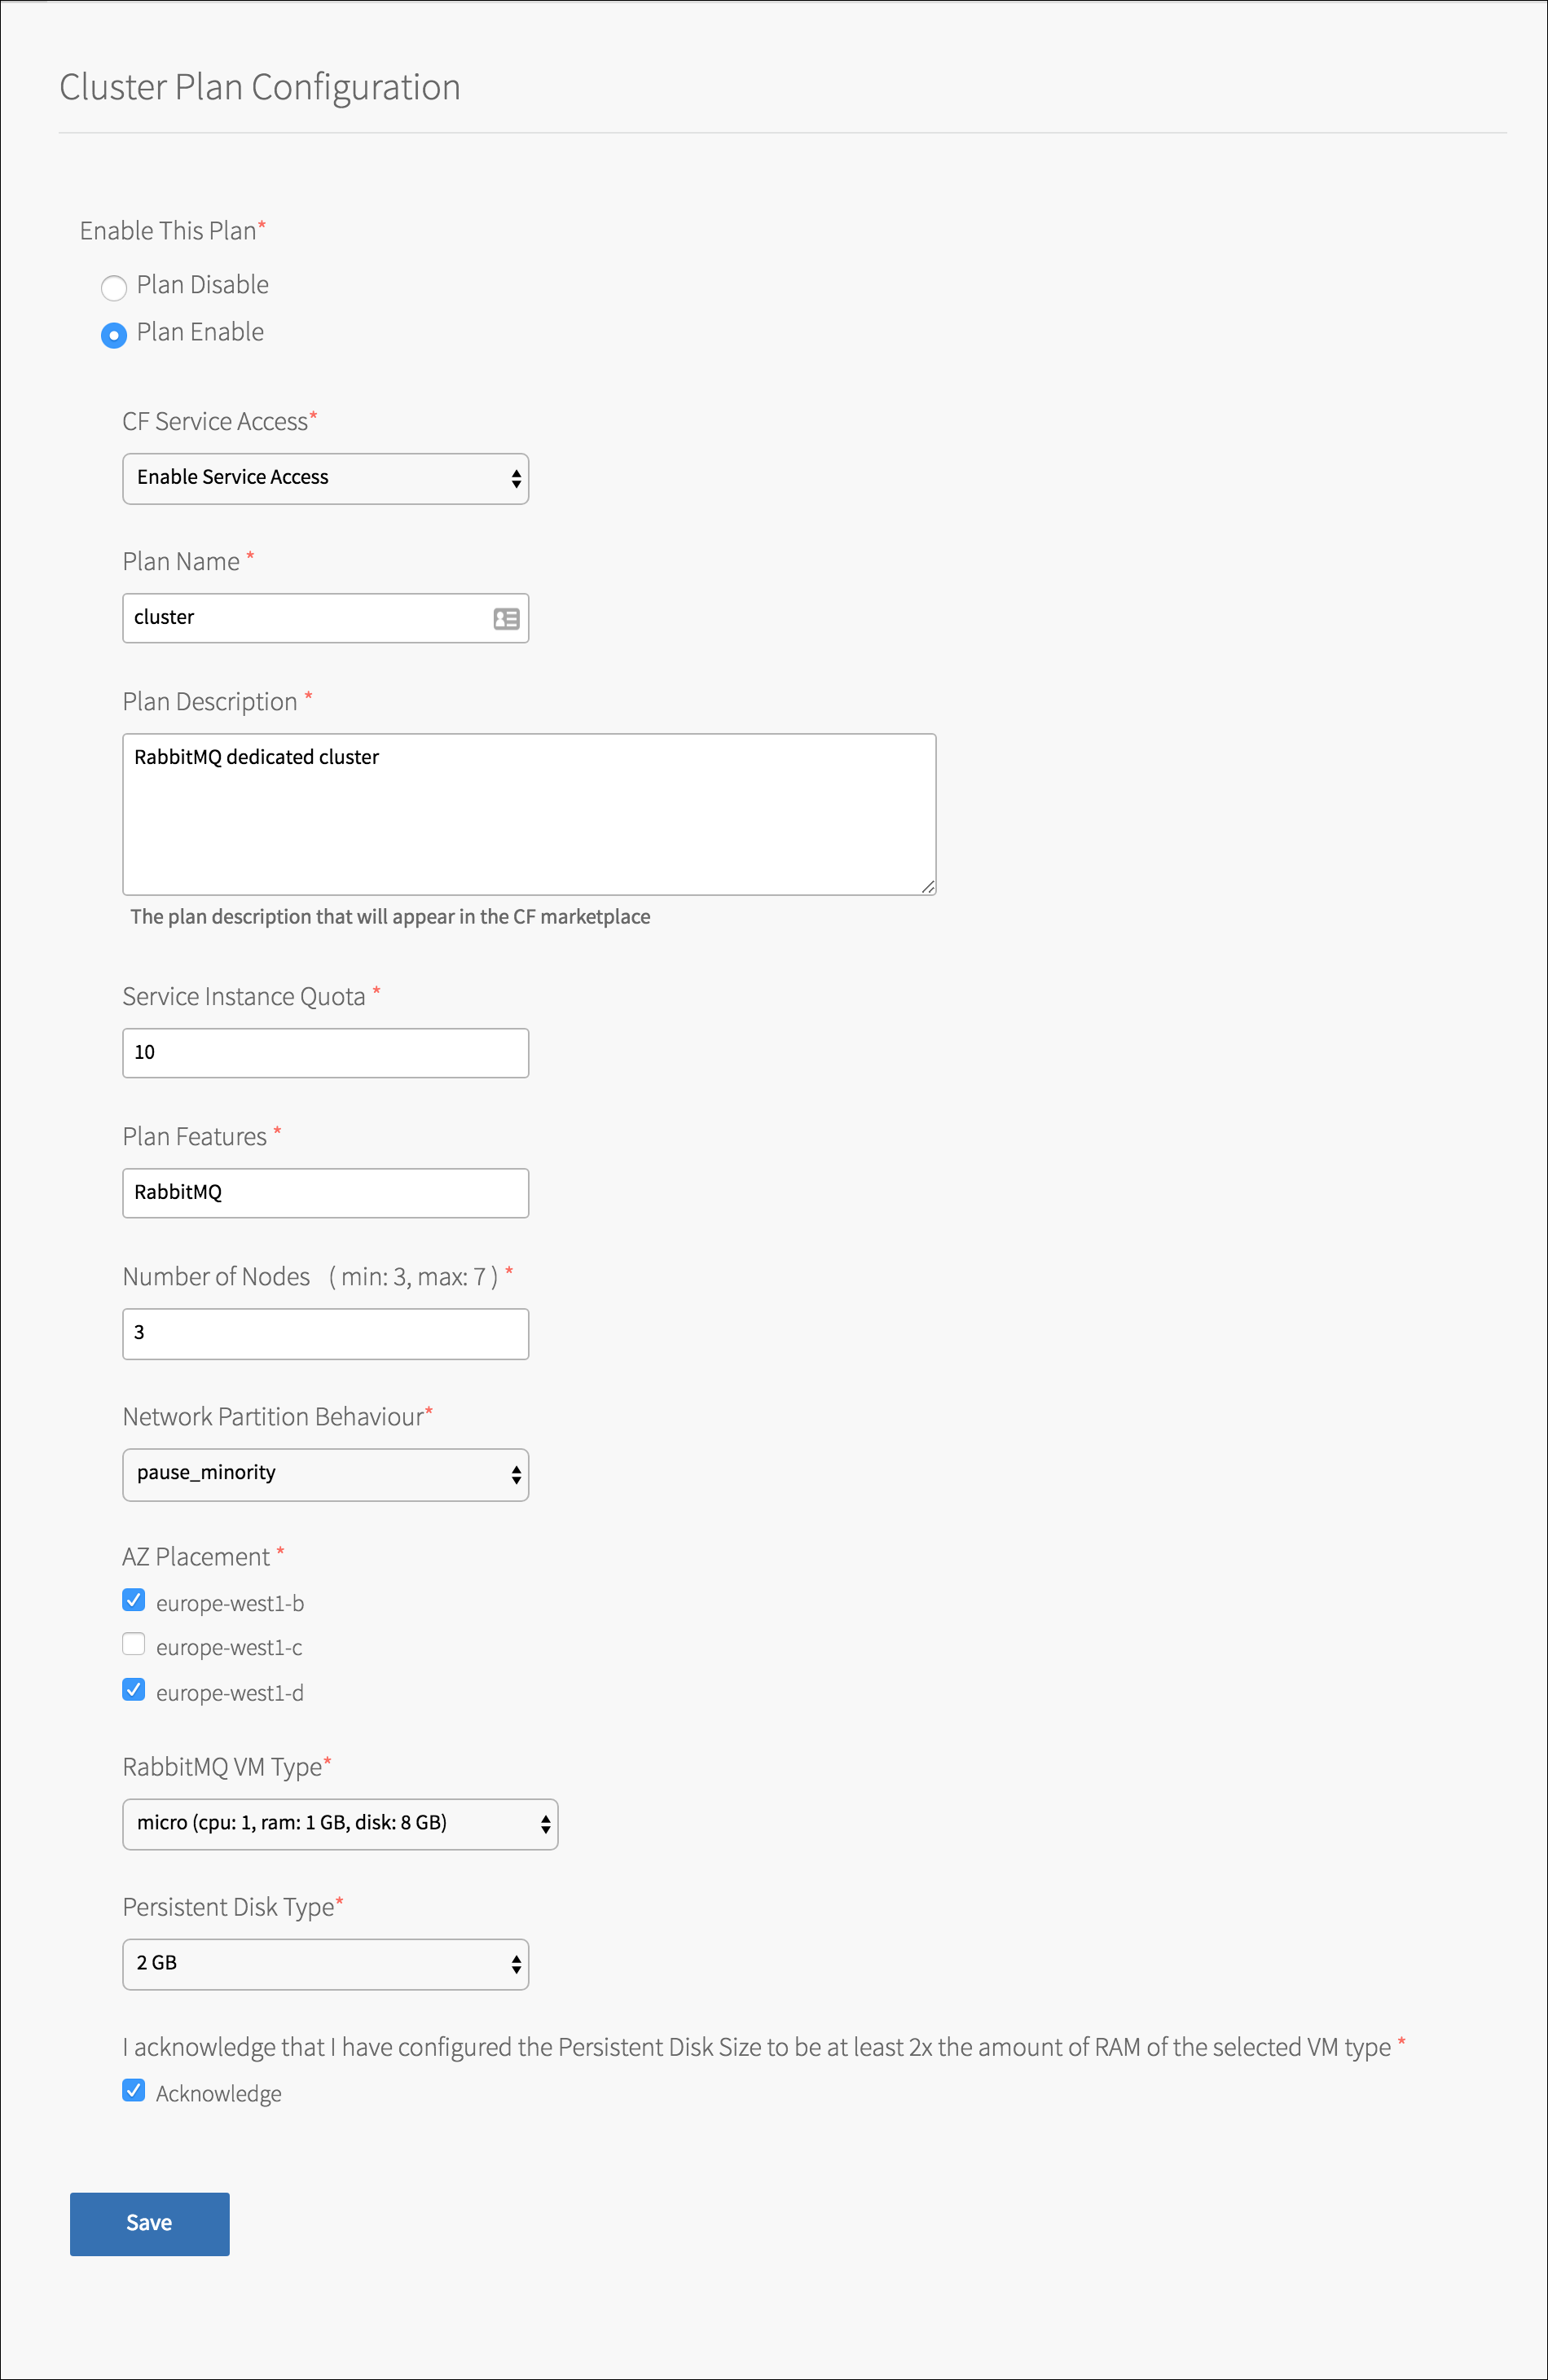 Cluster Plan Configuration
Enable This Plan*
Plan Disable
Plan Enable
CF Service Access*
Enable Service Access
Plan Name *
cluster
Plan Description *
RabbitMQ dedicated cluster
The plan description that will appear in the CF marketplace
Service Instance Quota *
10
Plan Features *
RabbitMQ
Number of Nodes ( min: 3, max: 7 ) *
3
Network Partition Behaviour*
pause_minority
AZ Placement *
europe-west1-b
europe-west1-c
europe-west1-d
RabbitMQ VM Type*
micro (cpu: 1, ram: 1 GB, disk: 8 GB)
Persistent Disk Type*
2 GB
I acknowledge that I have configured the Persistent Disk Size to be at least 2x the amount of RAM of the selected VM type *
Acknowledge
Save